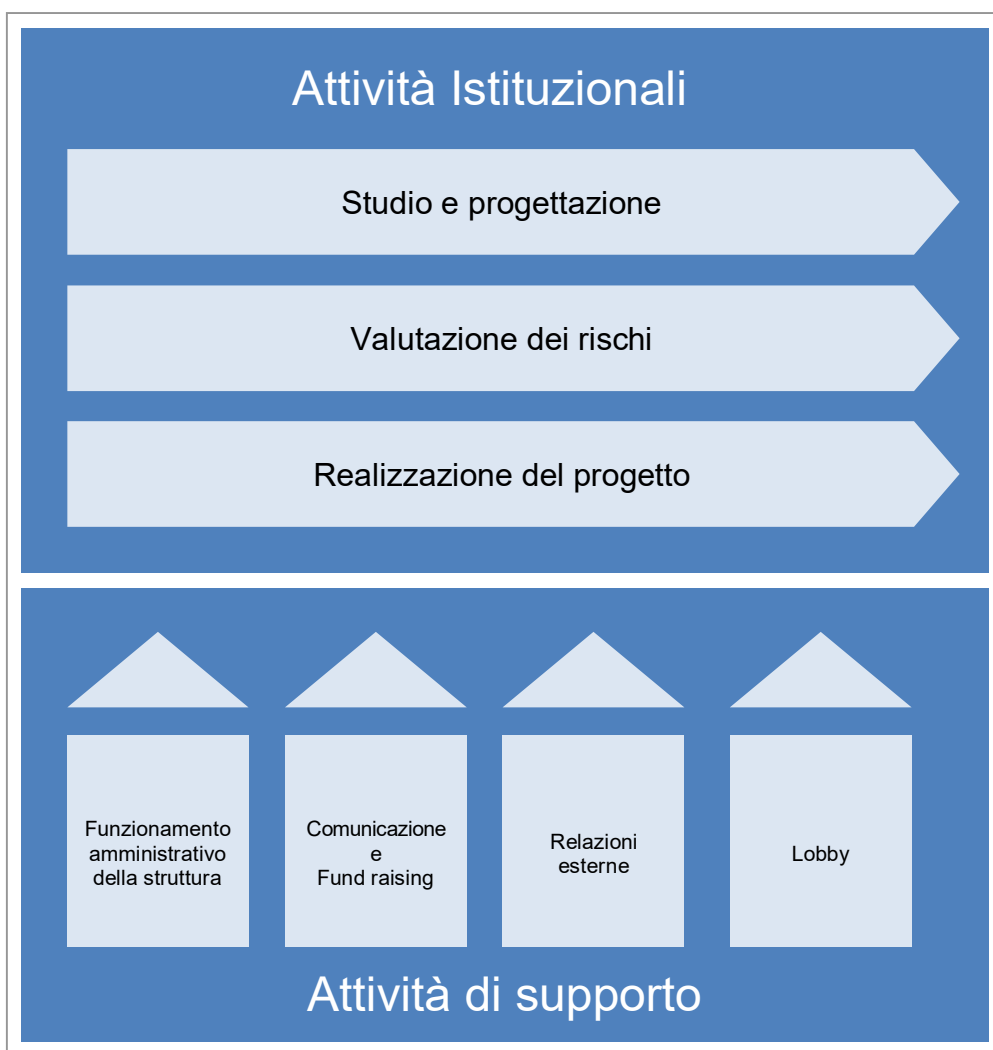 Attività Istituzionali
Studio e progettazione
Valutazione dei rischi
Realizzazione del progetto
Funzionamento
amministrativo
della struttura
Comunicazione
e
Fund raising
Relazioni
esterne
Lobby
Attività di supporto